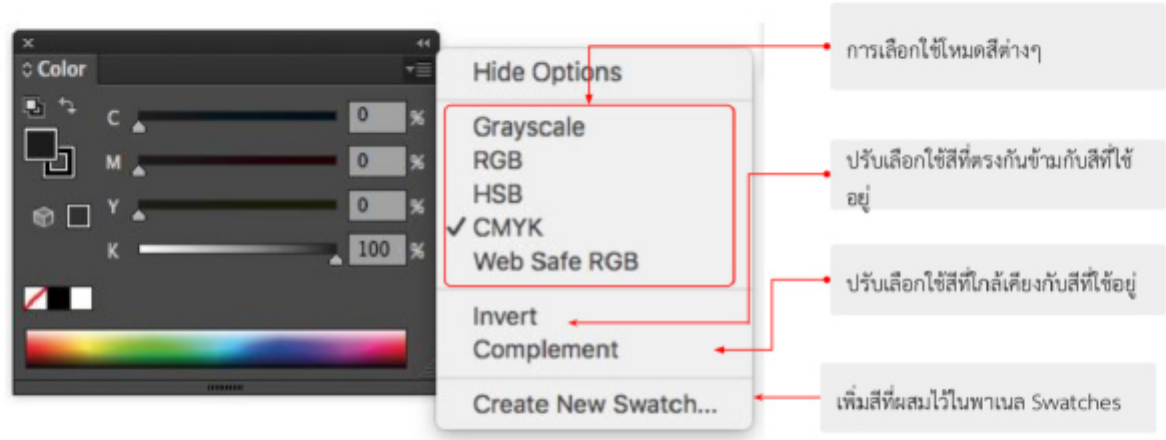 Color
C 0 %
M 0 %
Y 0 %
K 100 %
Hide Options
Grayscale
RGB
HSB
✓ CMYK
Web Safe RGB
Invert
Complement
Create New Swatch...
การเลือกใช้โหมดสีต่างๆ
ปรับเลือกใช้สีที่ตรงกันข้ามกับสีที่ใช้
อยู่
ปรับเลือกใช้สีที่ใกล้เคียงกับสีที่ใช้อยู่
เพิ่มสีที่ผสมไว้ในพาเนล Swatches